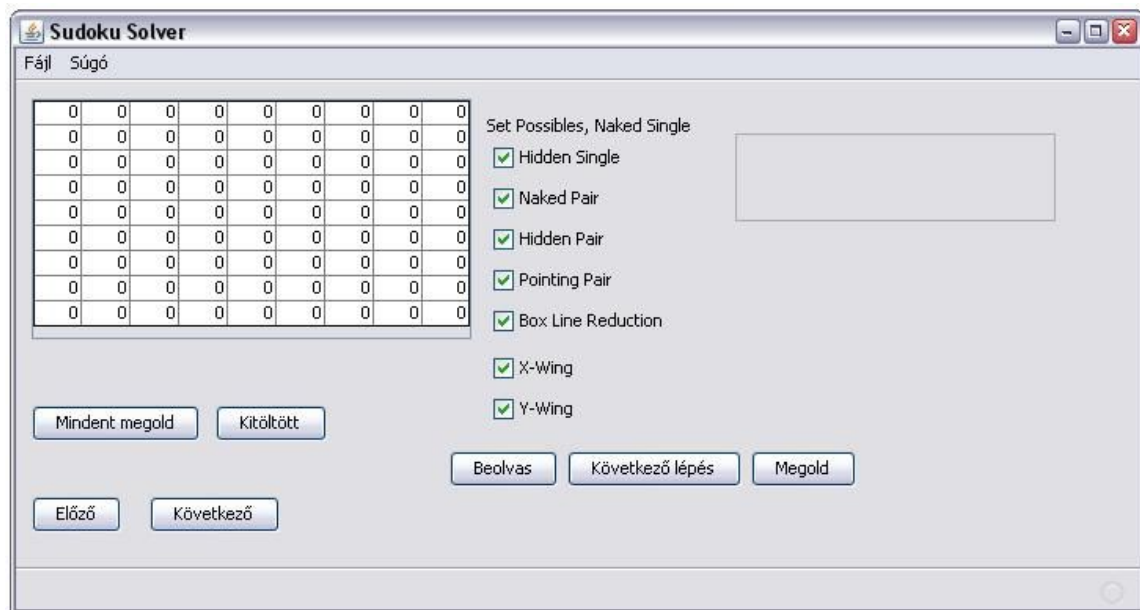 Sudoku Solver
Fájl Súgó
0 0 0 0 0 0 0 0 0
0 0 0 0 0 0 0 0 0
0 0 0 0 0 0 0 0 0
0 0 0 0 0 0 0 0 0
0 0 0 0 0 0 0 0 0
0 0 0 0 0 0 0 0 0
0 0 0 0 0 0 0 0 0
0 0 0 0 0 0 0 0 0
0 0 0 0 0 0 0 0 0
Set Possibles, Naked Single
Hidden Single
Naked Pair
Hidden Pair
Pointing Pair
Box Line Reduction
X-Wing
Y-Wing
Mindent megold Kitöltött
Beolvas Következő lépés Megold
Előző Következő